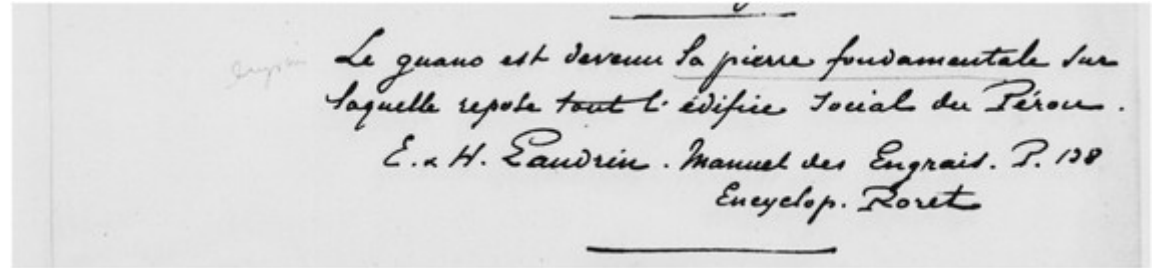 Le guano est devenu la pierre fondamentale sur
laquelle repose tout l'édifice social du Pérou.
E. & H. Landrin. Manuel des Engrais. P. 138
Encyclop. Roret